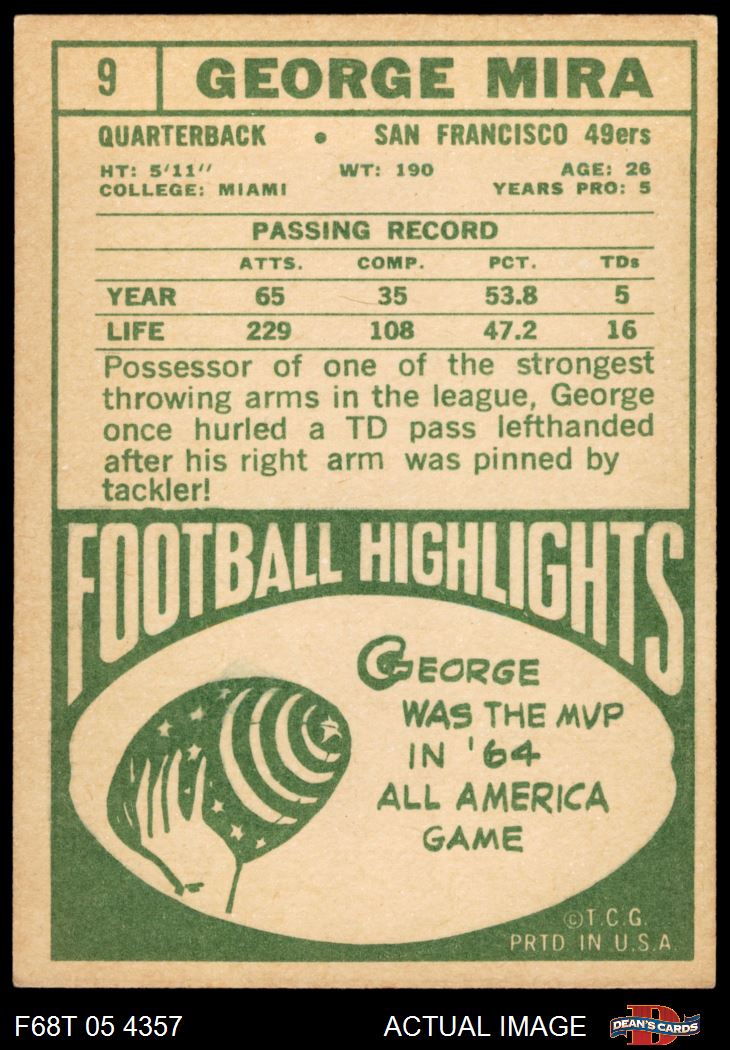 9 GEORGE MIRA
QUARTERBACK • SAN FRANCISCO 49ers
HT: 5'11'' WT: 190 AGE: 26
COLLEGE: MIAMI YEARS PRO: 5
PASSING RECORD
ATTS. COMP. PCT. TDs
YEAR 65 35 53.8 5
LIFE 229 108 47.2 16
Possessor of one of the strongest
throwing arms in the league, George
once hurled a TD pass lefthanded
after his right arm was pinned by
tackler!
FOOTBALL HIGHLIGHTS
GEORGE
WAS THE MVP
IN '64
ALL AMERICA
GAME
©T.C.G.
PRTD IN U.S.A.
F68T 05 4357 ACTUAL IMAGE D DEAN'S CARDS